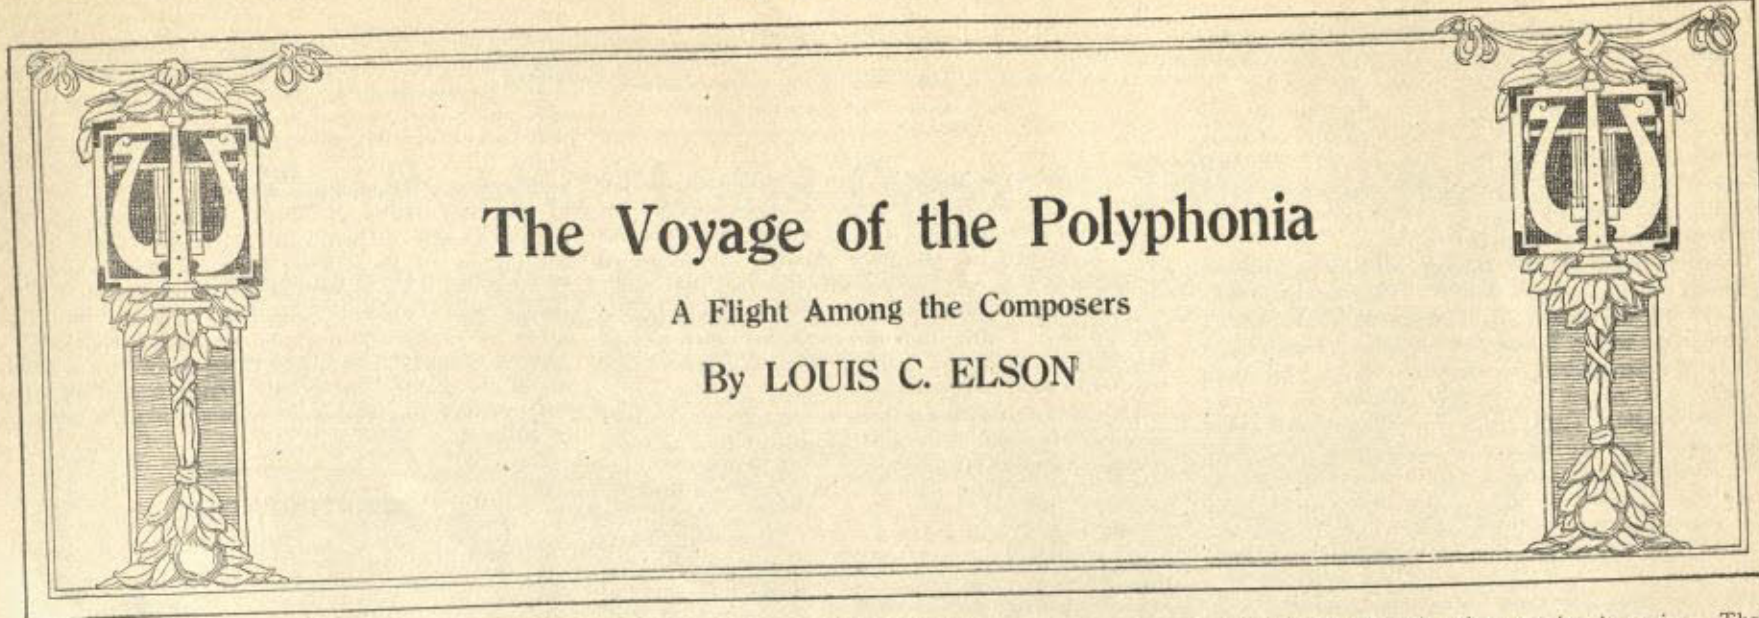 The Voyage of the Polyphonia
A Flight Among the Composers
By LOUIS C. ELSON